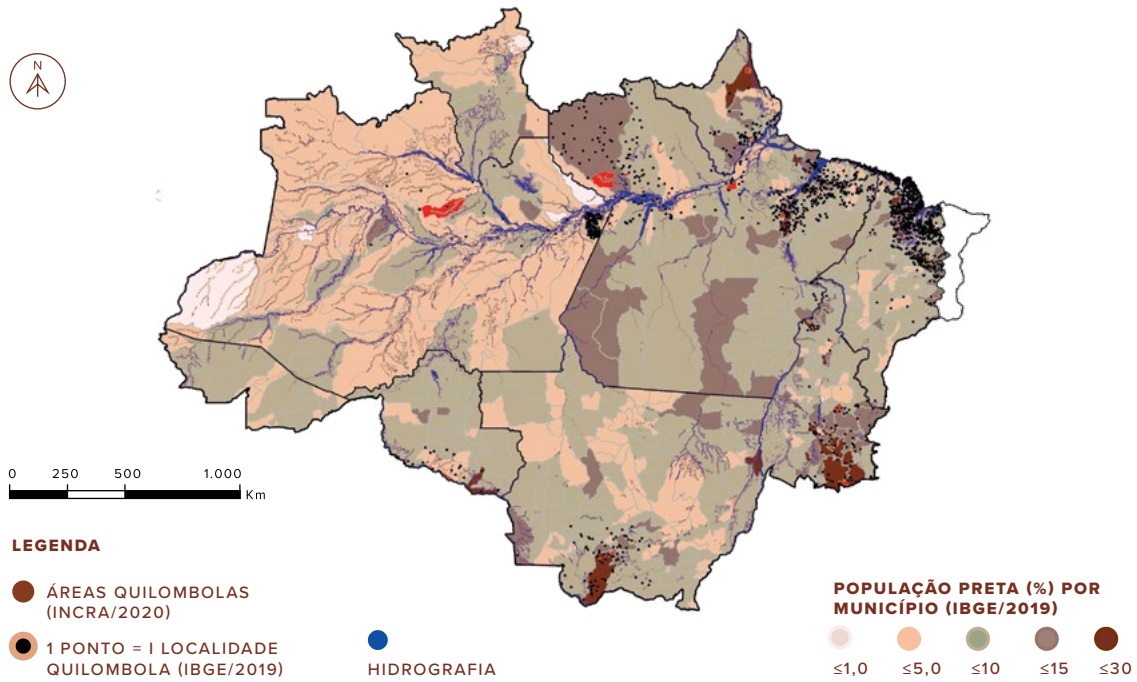 N
0 250 500 1.000
Km
LEGENDA
ÁREAS QUILOMBOLAS
(INCRA/2020)
1 PONTO = I LOCALIDADE
QUILOMBOLA (IBGE/2019)
HIDROGRAFIA
POPULAÇÃO PRETA (%) POR
MUNICÍPIO (IBGE/2019)
≤1,0 ≤5,0 ≤10 ≤15 ≤30